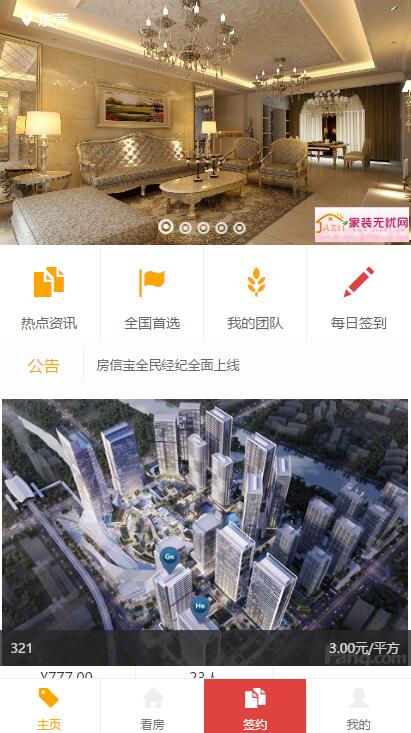 东莞
JAZ51 家装无忧网
热点资讯 全国首选 我的团队 每日签到
公告 房信宝全民经纪全面上线
321 3.00元/平方
¥777.00 23人
主页 看房 签约 我的